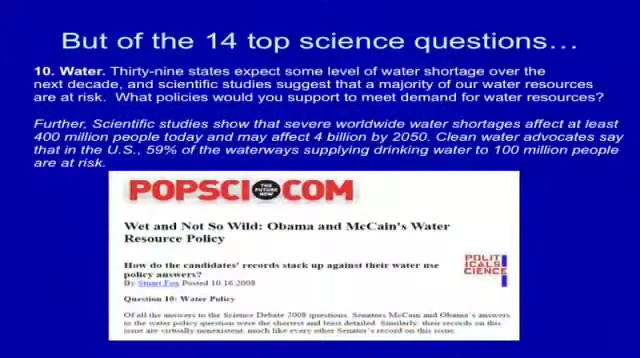 But of the 14 top science questions...
10. Water. Thirty-nine states expect some level of water shortage over the
next decade, and scientific studies suggest that a majority of our water resources
are at risk. What policies would you support to meet demand for water resources?
Further, Scientific studies show that severe worldwide water shortages affect at least
400 million people today and may affect 4 billion by 2050. Clean water advocates say
that in the U.S., 59% of the waterways supplying drinking water to 100 million people
are at risk.
POPSCI THE FUTURE NOW COM
Wet and Not So Wild: Obama and McCain's Water
Resource Policy
How do the candidates' records stack up against their water use
policy answers?
By Stuart Fox Posted 10.16.2008
POLIT
ICALS
CIENCE
Question 10: Water Policy
Of all the answers to the Science Debate 2008 questions, Senators McCain and Obama's answers
to the water policy question were the shortest and least detailed. Similarly, their records on this
issue are virtually nonexistent, much like every other Senator's record on this issue.